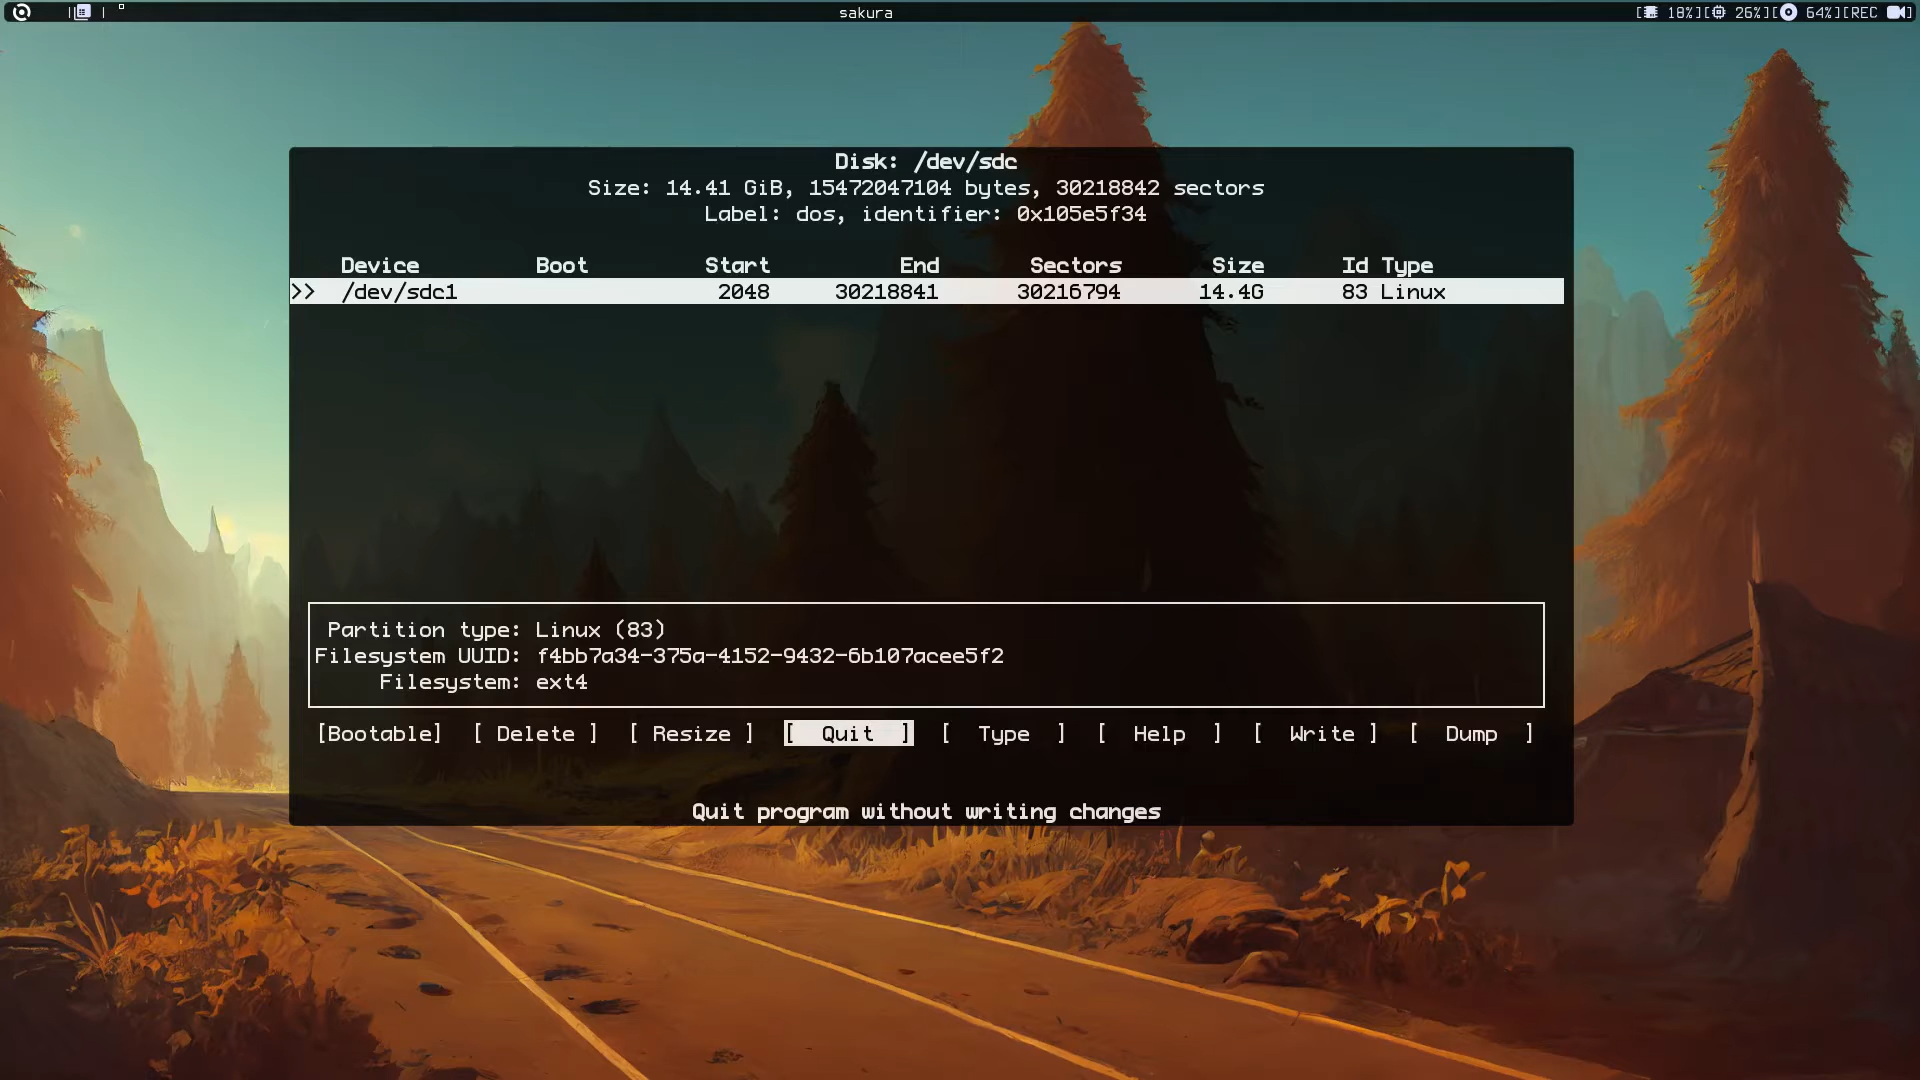 | | sakura [ 18%][ 26%][ 64%][REC ]
Disk: /dev/sdc
Size: 14.41 GiB, 15472047104 bytes, 30218842 sectors
Label: dos, identifier: 0x105e5f34
Device Boot Start End Sectors Size Id Type
>> /dev/sdc1 2048 30218841 30216794 14.4G 83 Linux
Partition type: Linux (83)
Filesystem UUID: f4bb7a34-375a-4152-9432-6b107acee5f2
Filesystem: ext4
[Bootable] [ Delete ] [ Resize ] [ Quit ] [ Type ] [ Help ] [ Write ] [ Dump ]
Quit program without writing changes